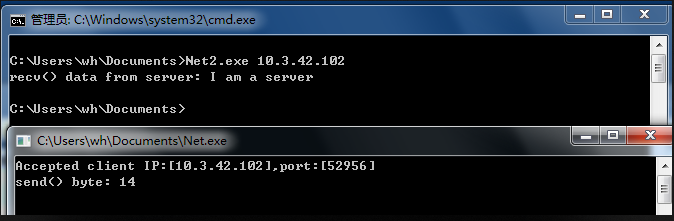 管理员: C:\Windows\system32\cmd.exe
C:\Users\wh\Documents>Net2.exe 10.3.42.102
recv() data from server: I am a server
C:\Users\wh\Documents>
C:\Users\wh\Documents\Net.exe
Accepted client IP:[10.3.42.102],port:[52956]
send() byte: 14